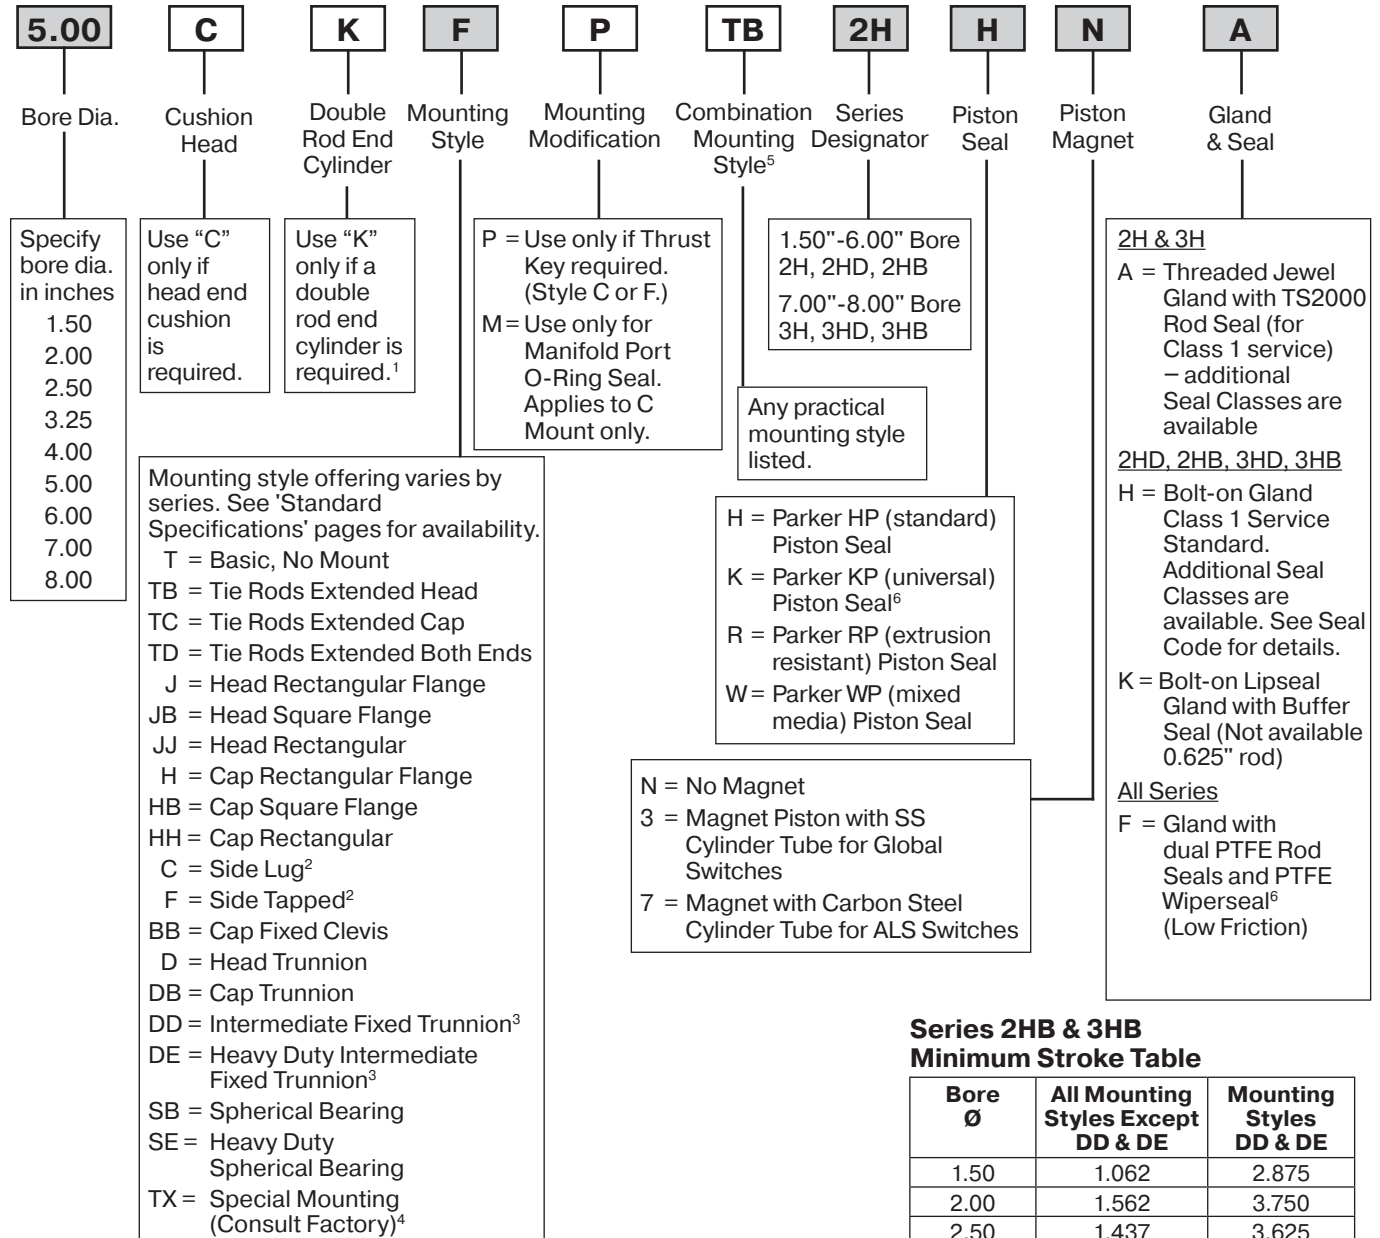 5.00 C K F P TB 2H H N A
Bore Dia.
Cushion
Head
Double
Rod End
Cylinder
Mounting
Style
Mounting
Modification
Combination
Mounting
Style⁵
Series
Designator
Piston
Seal
Piston
Magnet
Gland
& Seal
Specify
bore dia.
in inches
1.50
2.00
2.50
3.25
4.00
5.00
6.00
7.00
8.00
Use “C”
only if
head end
cushion
is
required.
Use “K”
only if a
double
rod end
cylinder is
required.¹
P = Use only if Thrust
Key required.
(Style C or F.)
M = Use only for
Manifold Port
O-Ring Seal.
Applies to C
Mount only.
1.50"-6.00" Bore
2H, 2HD, 2HB
7.00"-8.00" Bore
3H, 3HD, 3HB
Any practical
mounting style
listed.
Mounting style offering varies by
series. See 'Standard
Specifications' pages for availability.
T = Basic, No Mount
TB = Tie Rods Extended Head
TC = Tie Rods Extended Cap
TD = Tie Rods Extended Both Ends
J = Head Rectangular Flange
JB = Head Square Flange
JJ = Head Rectangular
H = Cap Rectangular Flange
HB = Cap Square Flange
HH = Cap Rectangular
C = Side Lug²
F = Side Tapped²
BB = Cap Fixed Clevis
D = Head Trunnion
DB = Cap Trunnion
DD = Intermediate Fixed Trunnion³
DE = Heavy Duty Intermediate
Fixed Trunnion³
SB = Spherical Bearing
SE = Heavy Duty
Spherical Bearing
TX = Special Mounting
(Consult Factory)⁴
H = Parker HP (standard)
Piston Seal
K = Parker KP (universal)
Piston Seal⁶
R = Parker RP (extrusion
resistant) Piston Seal
W = Parker WP (mixed
media) Piston Seal
N = No Magnet
3 = Magnet Piston with SS
Cylinder Tube for Global
Switches
7 = Magnet with Carbon Steel
Cylinder Tube for ALS Switches
2H & 3H
A = Threaded Jewel
Gland with TS2000
Rod Seal (for
Class 1 service)
– additional
Seal Classes are
available
2HD, 2HB, 3HD, 3HB
H = Bolt-on Gland
Class 1 Service
Standard.
Additional Seal
Classes are
available. See Seal
Code for details.
K = Bolt-on Lipseal
Gland with Buffer
Seal (Not available
0.625" rod)
All Series
F = Gland with
dual PTFE Rod
Seals and PTFE
Wiperseal⁶
(Low Friction)
Series 2HB & 3HB
Minimum Stroke Table
Bore
Ø
All Mounting
Styles Except
DD & DE
Mounting
Styles
DD & DE
1.50 1.062 2.875
2.00 1.562 3.750
2.50 1.437 3.625